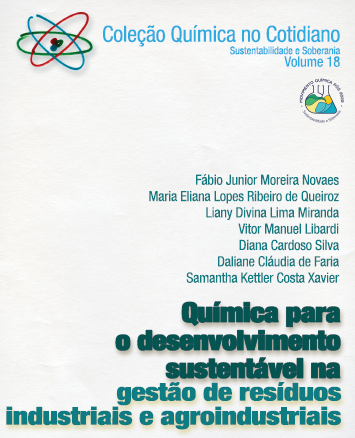 Coleção Química no Cotidiano
Sustentabilidade e Soberania
Volume 18
Fábio Junior Moreira Novaes
Maria Eliana Lopes Ribeiro de Queiroz
Liany Divina Lima Miranda
Vitor Manuel Libardi
Diana Cardoso Silva
Daliane Cláudia de Faria
Samantha Kettler Costa Xavier
Química para
o desenvolvimento
sustentável na
gestão de resíduos
industriais e agroindustriais